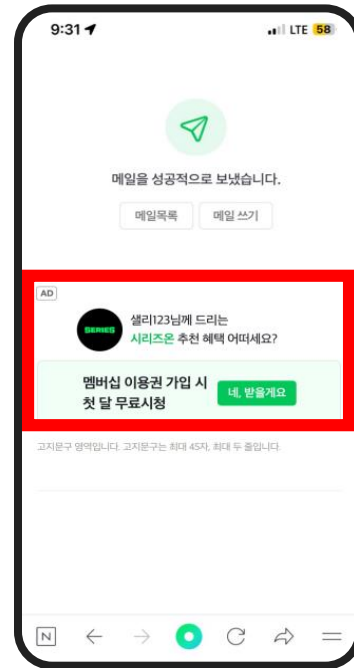 9:31
LTE 58
메일을 성공적으로 보냈습니다.
메일목록
메일 쓰기
AD
SERIES
샐리123님께 드리는
시리즈온 추천 혜택 어떠세요?
멤버십 이용권 가입 시
첫 달 무료시청
네, 받을게요
고지문구 영역입니다. 고지문구는 최대 45자, 최대 두 줄입니다.
N